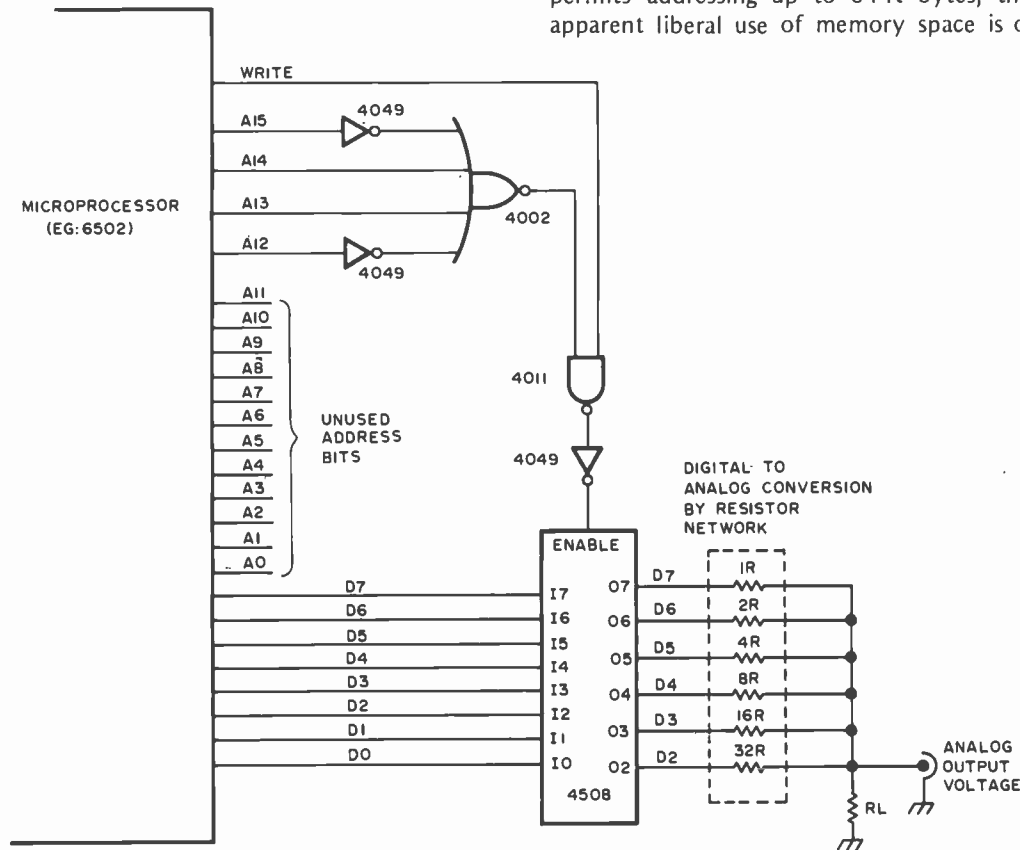 permits addressing up to 64 K bytes, th
apparent liberal use of memory space is o
WRITE
A15
4049
A14
A13
4002
A12
4049
MICROPROCESSOR
(EG:6502)
A11
A10
A9
A8
A7
A6
A5
A4
A3
A2
A1
A0
UNUSED
ADDRESS
BITS
4011
4049
DIGITAL TO
ANALOG CONVERSION
BY RESISTOR
NETWORK
ENABLE
D7
I7
O7
D7
1R
D6
I6
O6
D6
2R
D5
I5
O5
D5
4R
D4
I4
O4
D4
8R
D3
I3
O3
D3
16R
D2
I2
O2
D2
32R
D1
I1
D0
I0
4508
RL
ANALOG
OUTPUT
VOLTAGE